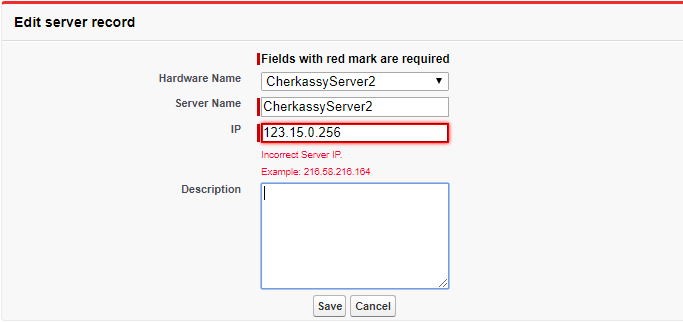 Edit server record
Fields with red mark are required
Hardware Name CherkassyServer2
Server Name CherkassyServer2
IP 123.15.0.256
Incorrect Server IP.
Example: 216.58.216.164
Description
Save Cancel